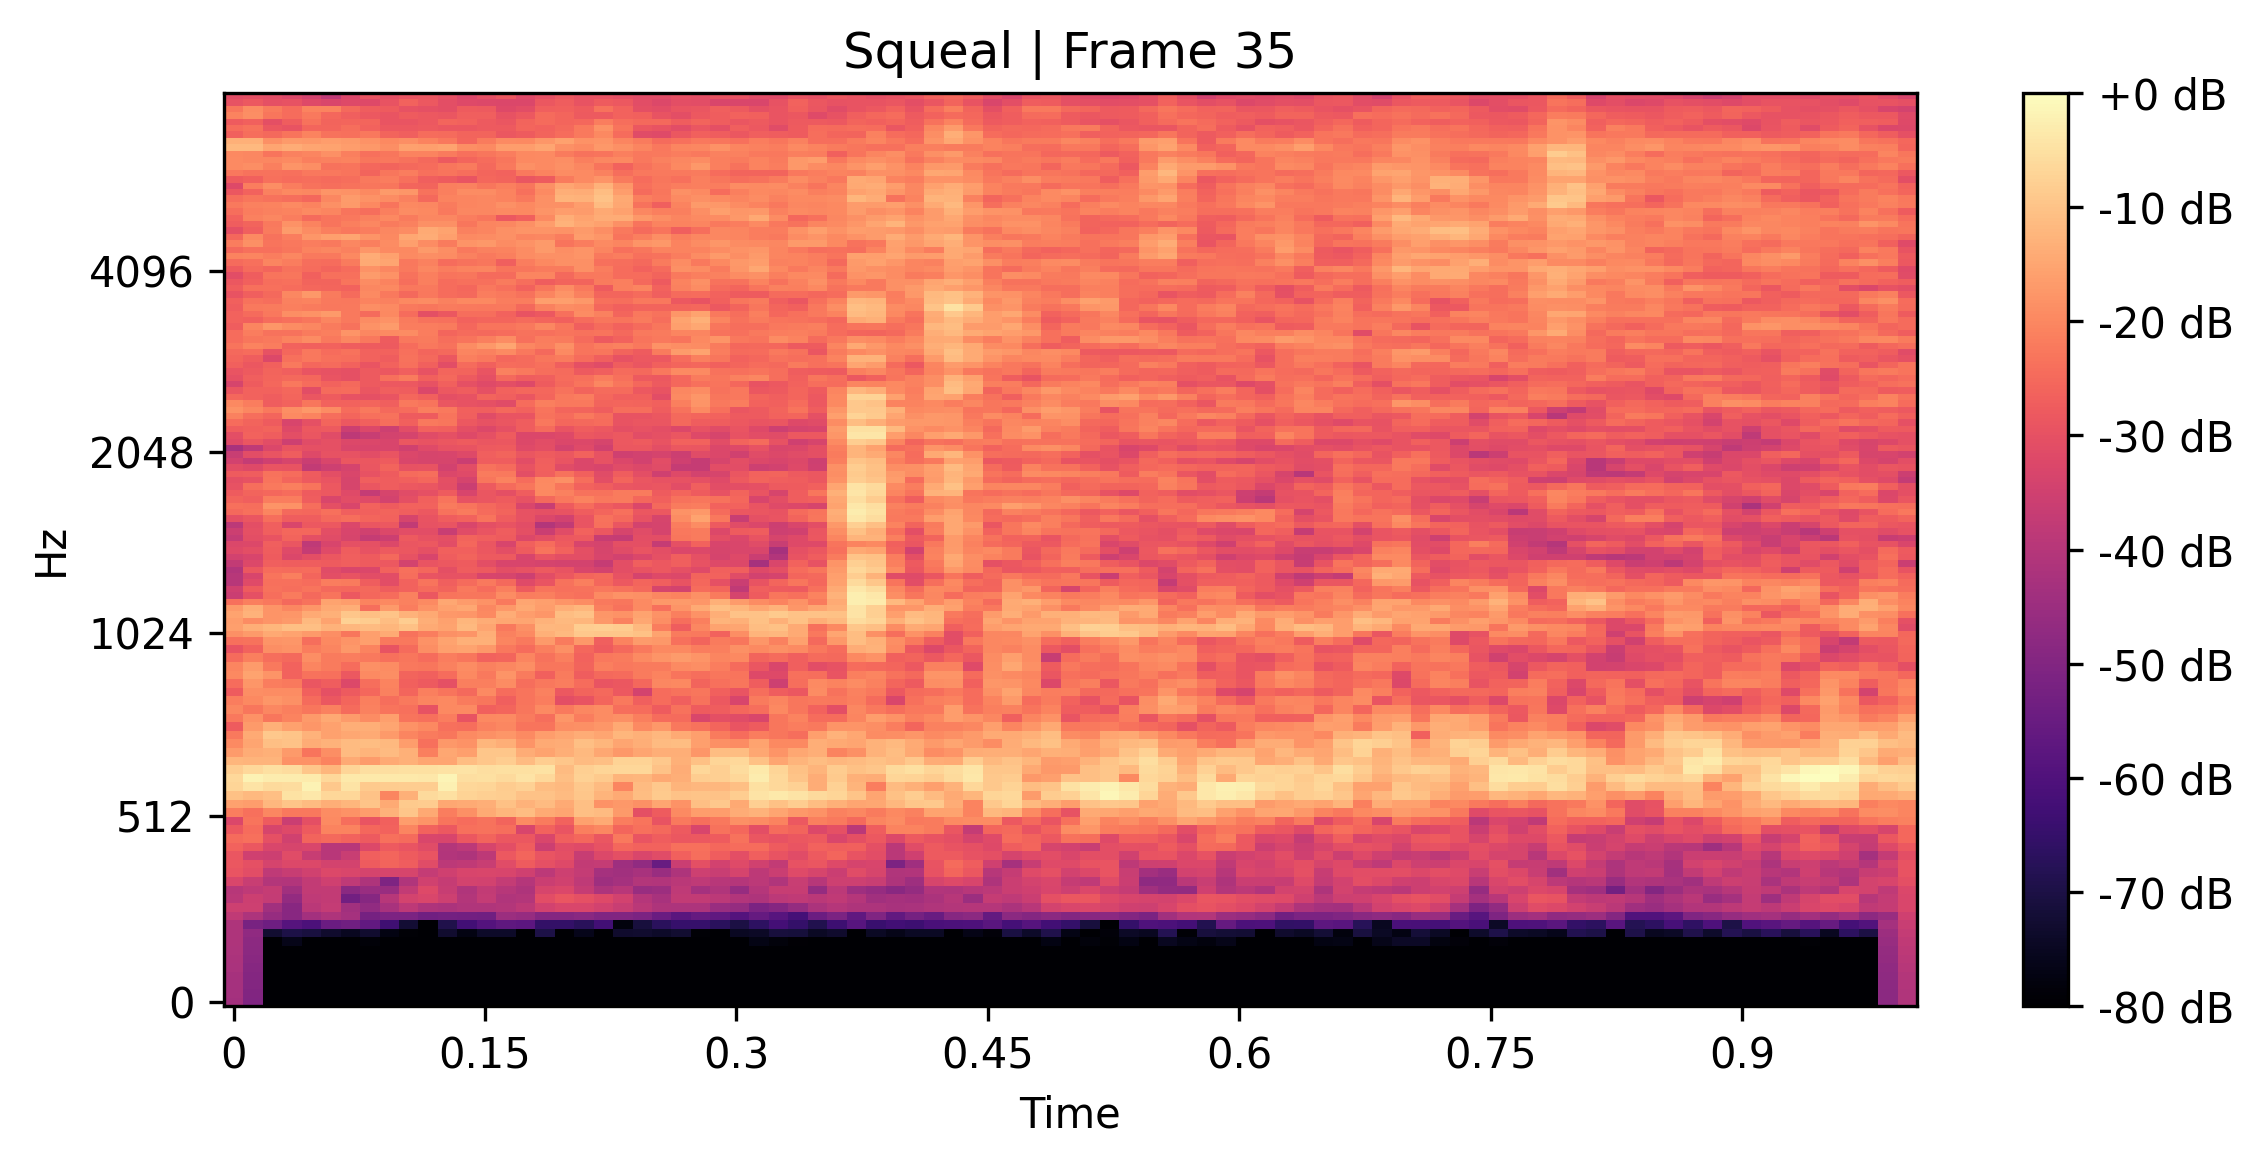 Squeal | Frame 35
Hz
4096
2048
1024
512
0
0 0.15 0.3 0.45 0.6 0.75 0.9
Time
+0 dB
-10 dB
-20 dB
-30 dB
-40 dB
-50 dB
-60 dB
-70 dB
-80 dB